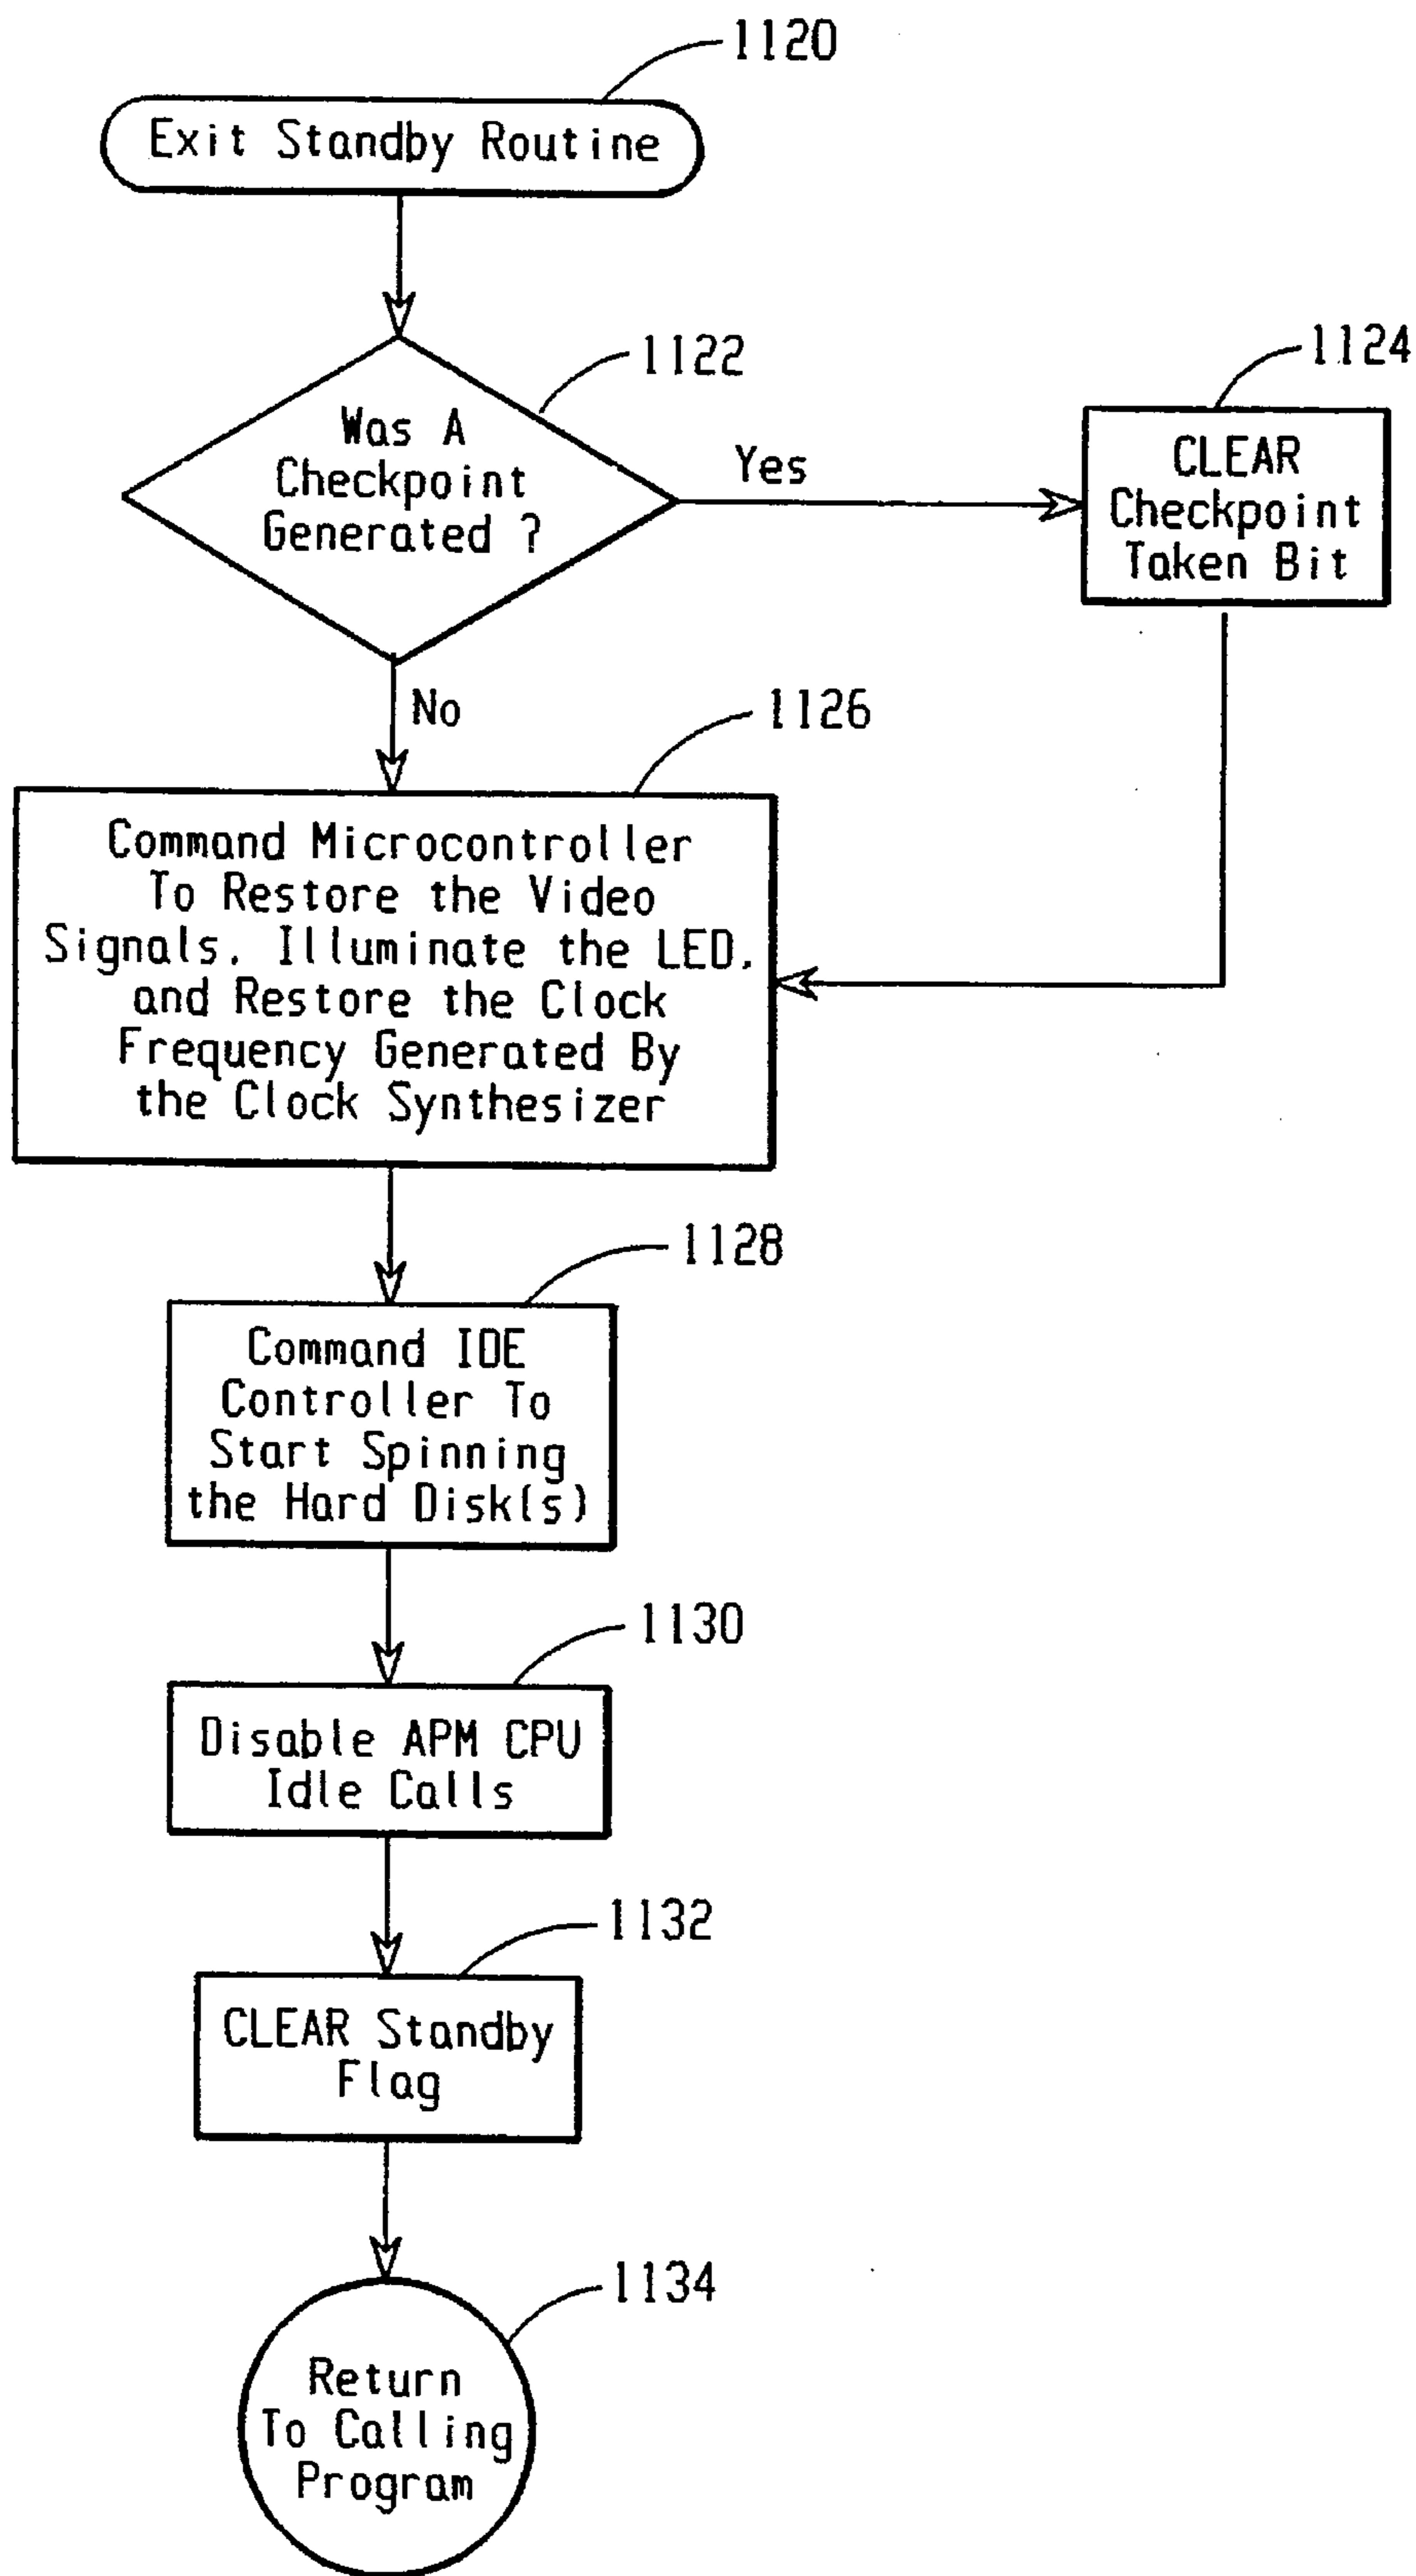 1120
Exit Standby Routine
1122
Was A
Checkpoint
Generated ?
Yes
1124
CLEAR
Checkpoint
Taken Bit
No
1126
Command Microcontroller
To Restore the Video
Signals, Illuminate the LED,
and Restore the Clock
Frequency Generated By
the Clock Synthesizer
1128
Command IDE
Controller To
Start Spinning
the Hard Disk(s)
1130
Disable APM CPU
Idle Calls
1132
CLEAR Standby
Flag
1134
Return
To Calling
Program